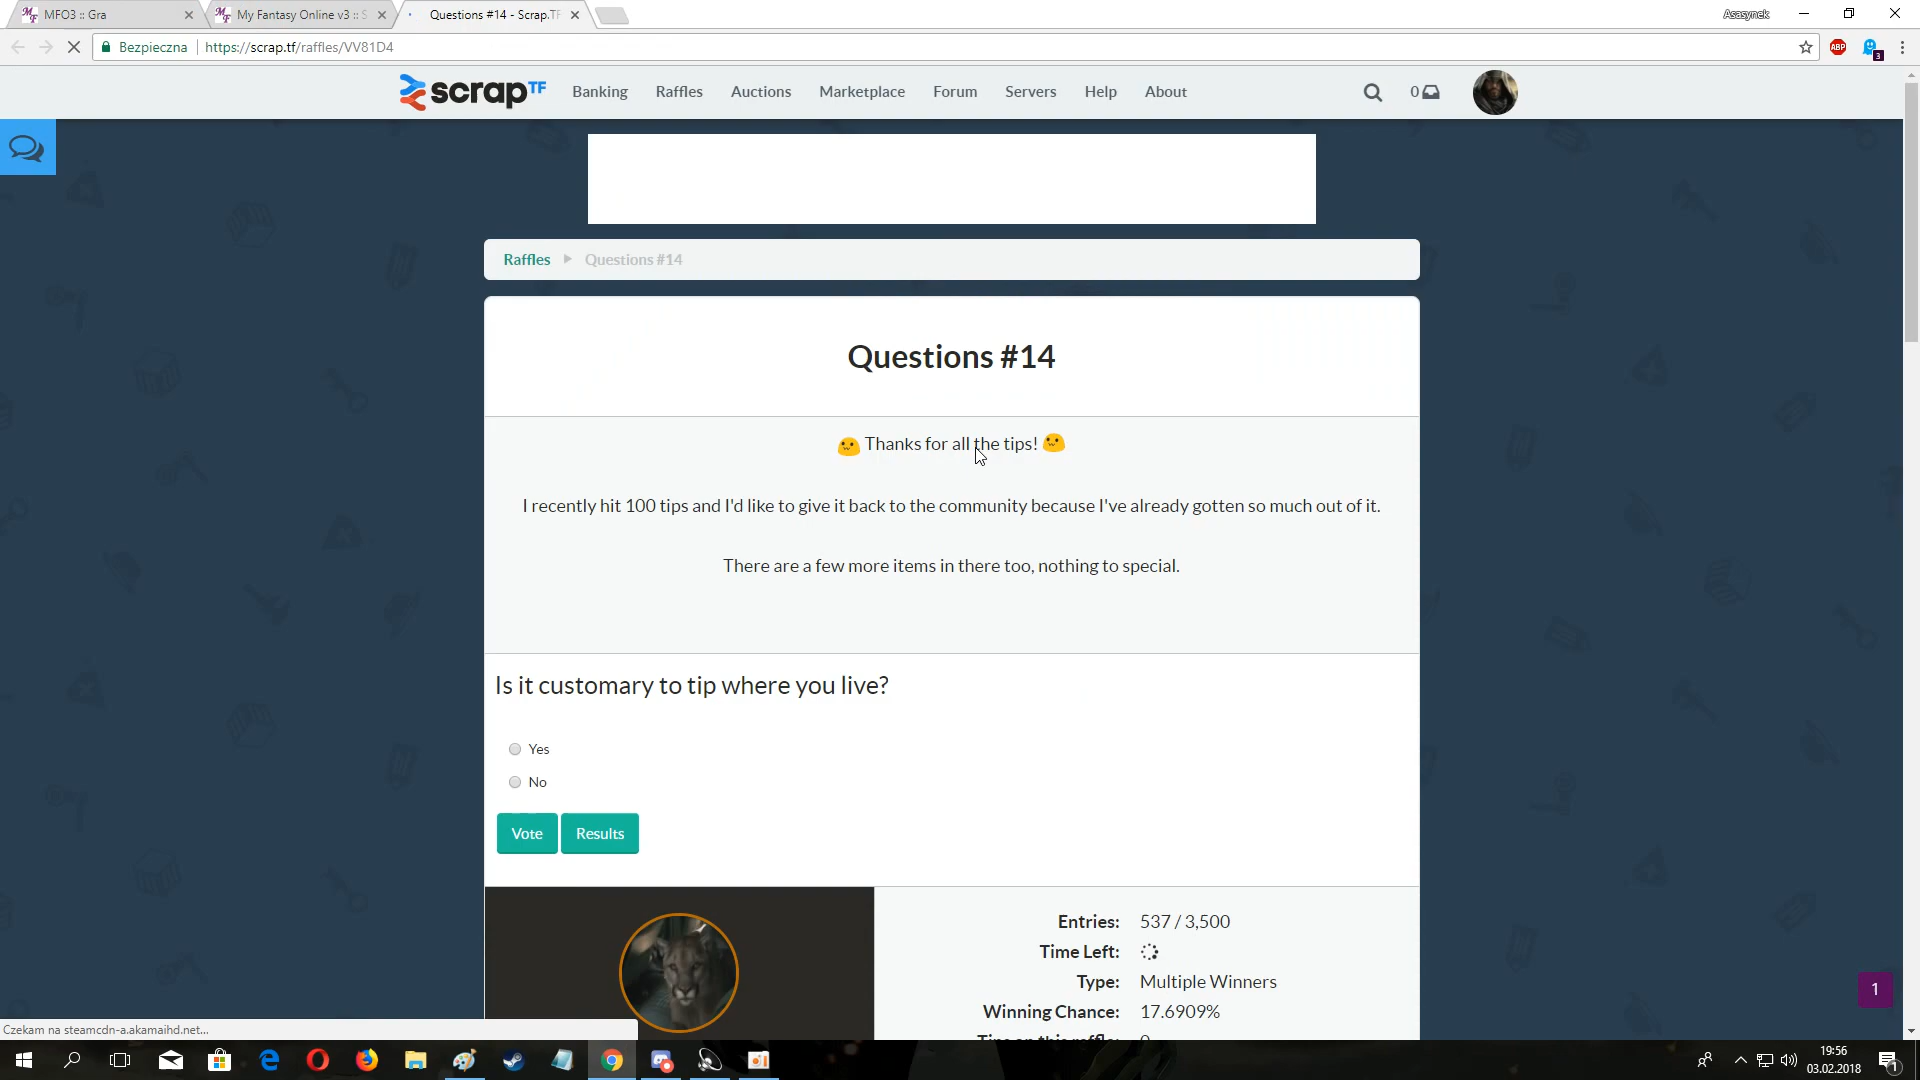 MFO3 :: Gra
My Fantasy Online v3 :: S
Questions #14 - Scrap.TF
Asasynek
Bezpieczna
https://scrap.tf/raffles/VV81D4
ABP
3
scrap TF
Banking
Raffles
Auctions
Marketplace
Forum
Servers
Help
About
0
Raffles
Questions #14
Questions #14
Thanks for all the tips!
I recently hit 100 tips and I'd like to give it back to the community because I've already gotten so much out of it.
There are a few more items in there too, nothing to special.
Is it customary to tip where you live?
Yes
No
Vote
Results
Entries: 537 / 3,500
Time Left:
Type: Multiple Winners
Winning Chance: 17.6909%
1
Czekam na steamcdn-a.akamaihd.net...
19:56
03.02.2018
1